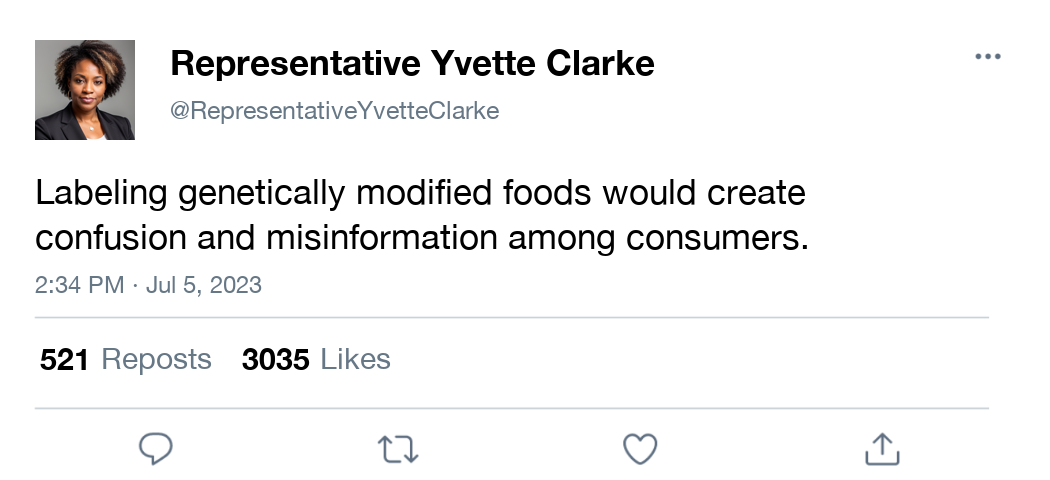 Representative Yvette Clarke
@RepresentativeYvetteClarke
Labeling genetically modified foods would create
confusion and misinformation among consumers.
2:34 PM · Jul 5, 2023
521 Reposts 3035 Likes